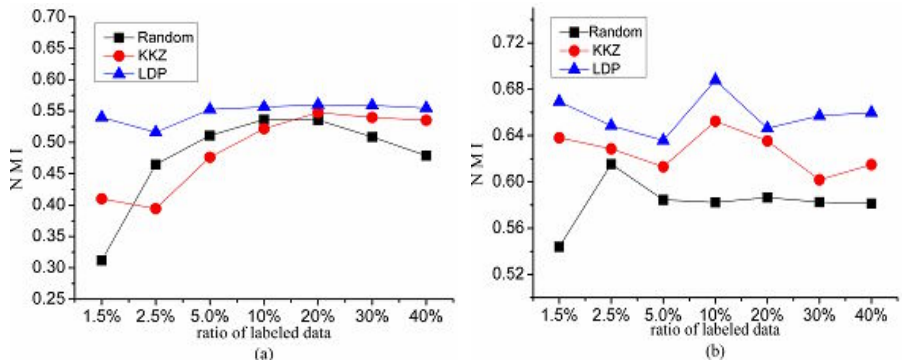 0.70
0.65
0.60
0.55
0.50
0.45
0.40
0.35
0.30
0.25
N M I
Random
KKZ
LDP
1.5% 2.5% 5.0% 10% 20% 30% 40%
ratio of labeled data
(a)
0.72
0.68
0.64
0.60
0.56
0.52
N M I
Random
KKZ
LDP
1.5% 2.5% 5.0% 10% 20% 30% 40%
ratio of labeled data
(b)